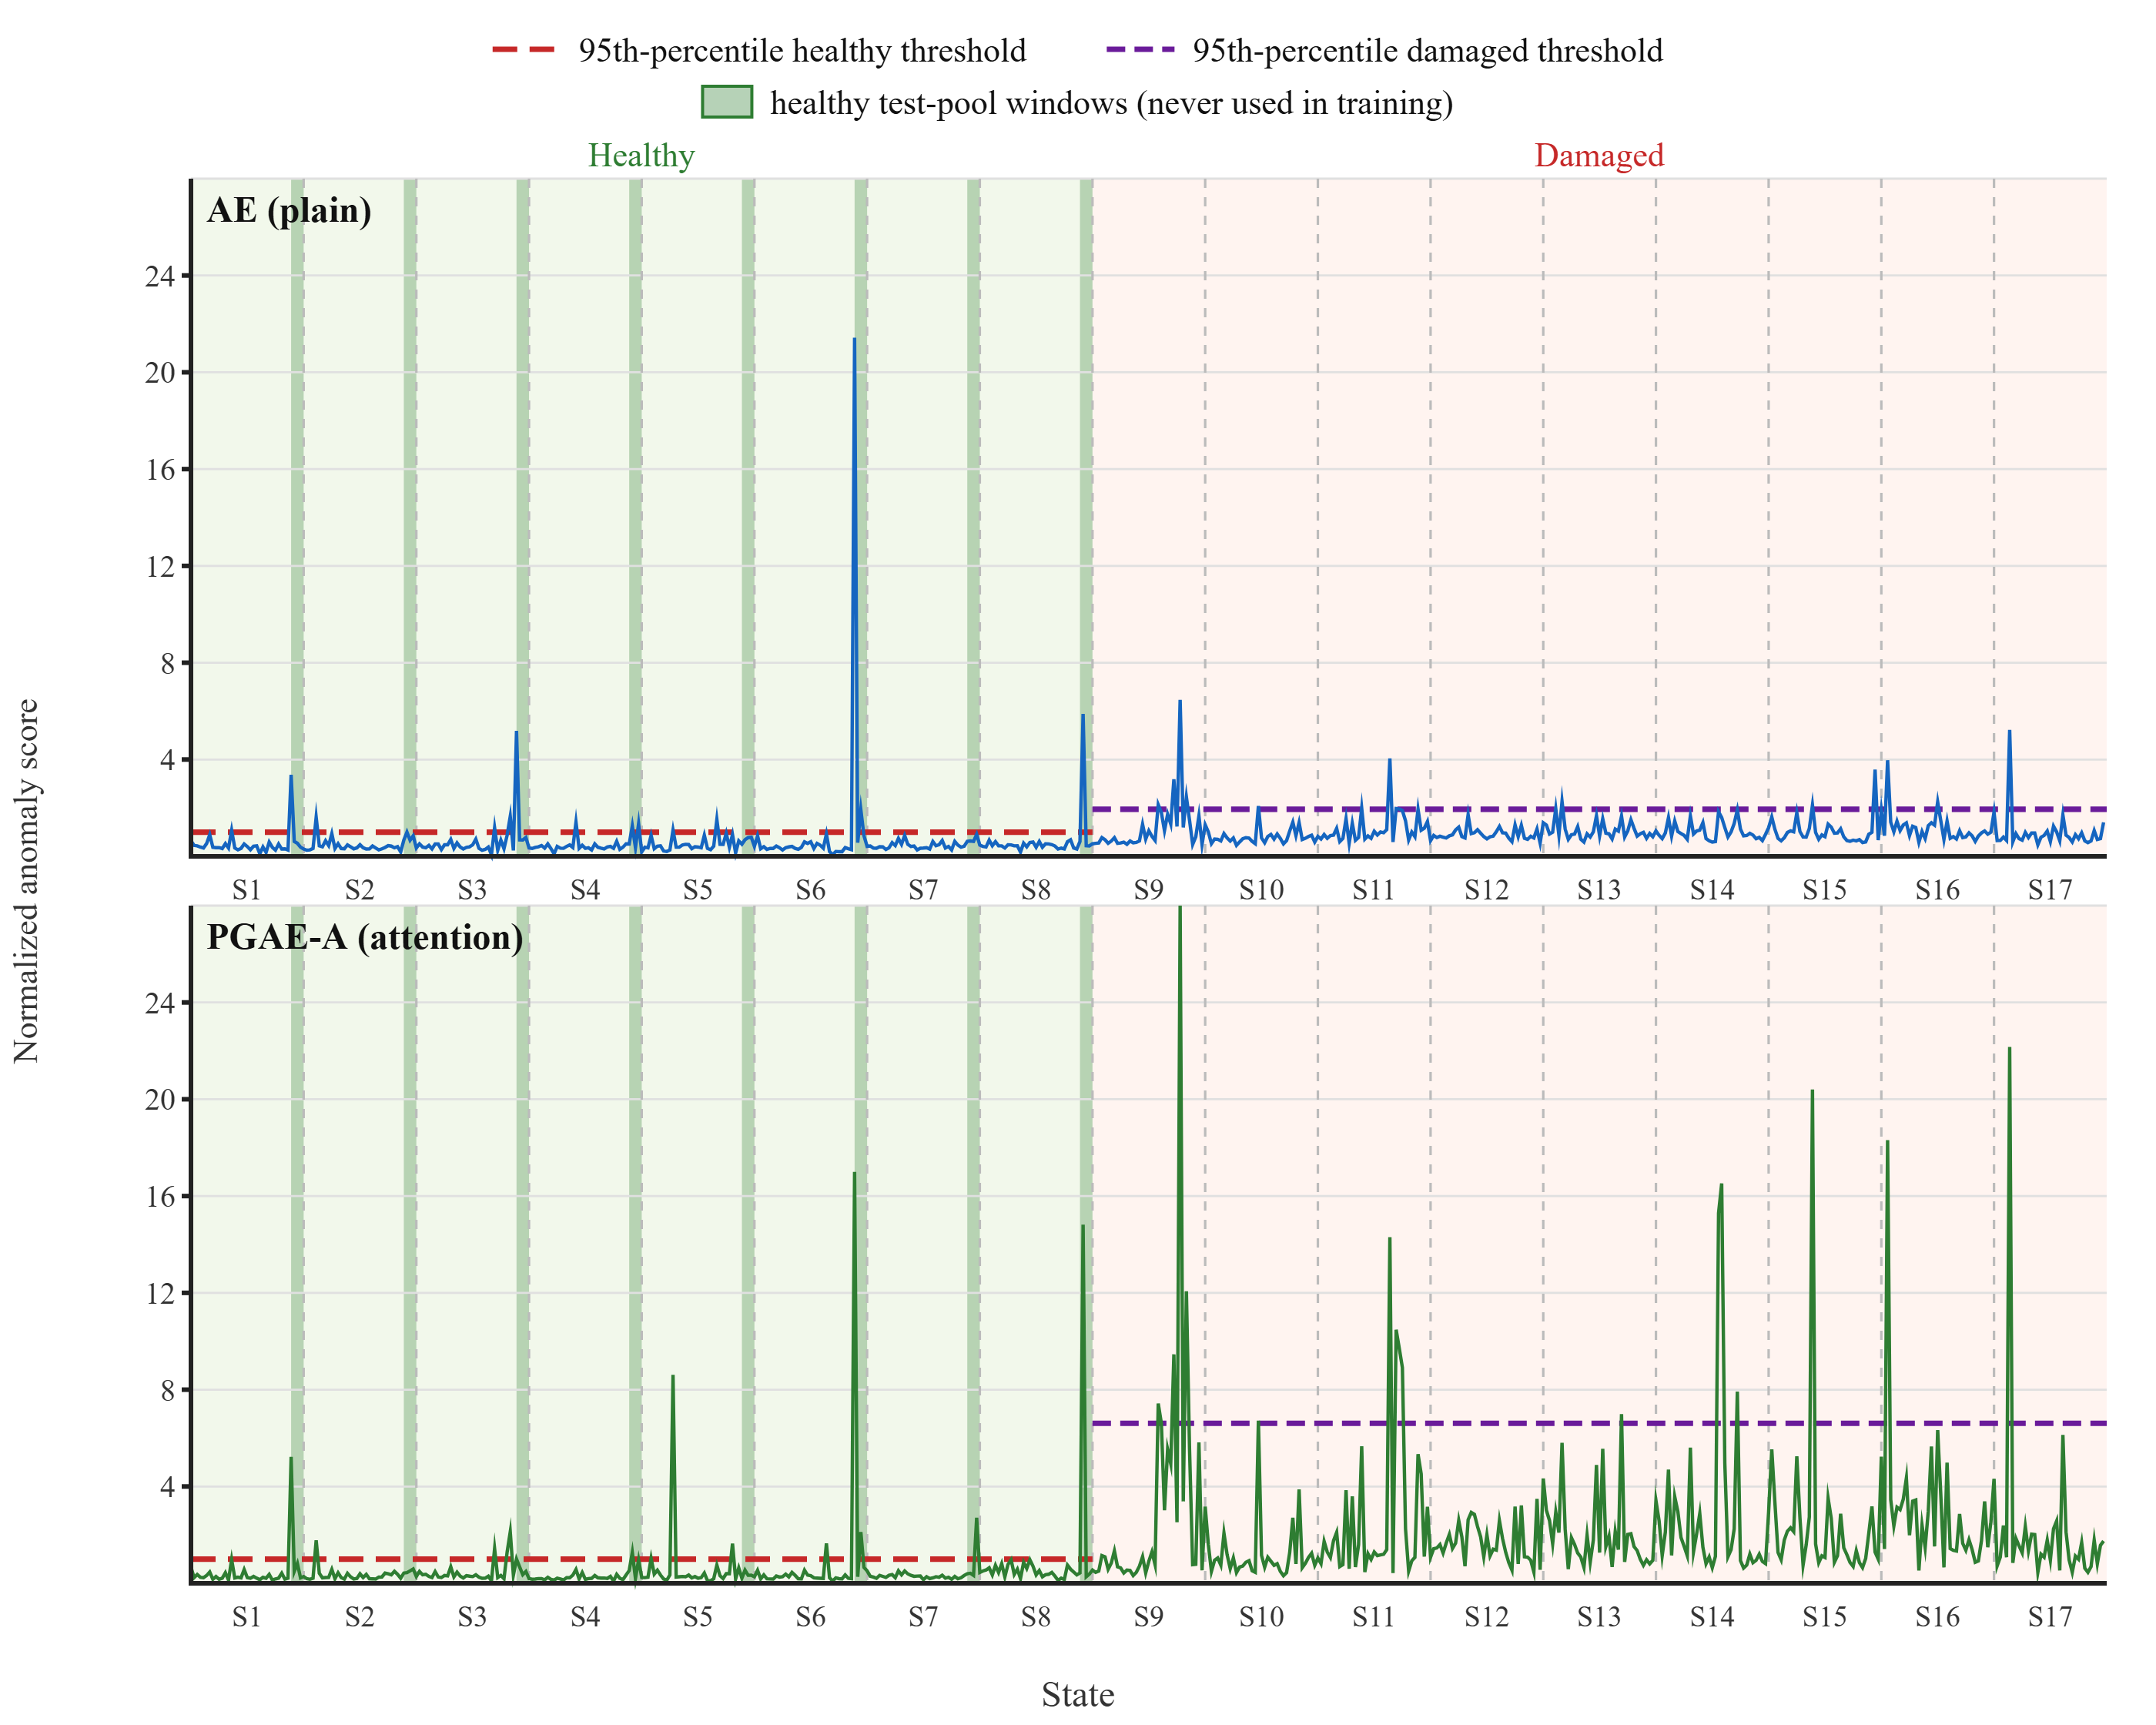 95th-percentile healthy threshold
95th-percentile damaged threshold
healthy test-pool windows (never used in training)
Healthy
Damaged
Normalized anomaly score
AE (plain)
24
20
16
12
8
4
S1 S2 S3 S4 S5 S6 S7 S8 S9 S10 S11 S12 S13 S14 S15 S16 S17
PGAE-A (attention)
24
20
16
12
8
4
S1 S2 S3 S4 S5 S6 S7 S8 S9 S10 S11 S12 S13 S14 S15 S16 S17
State